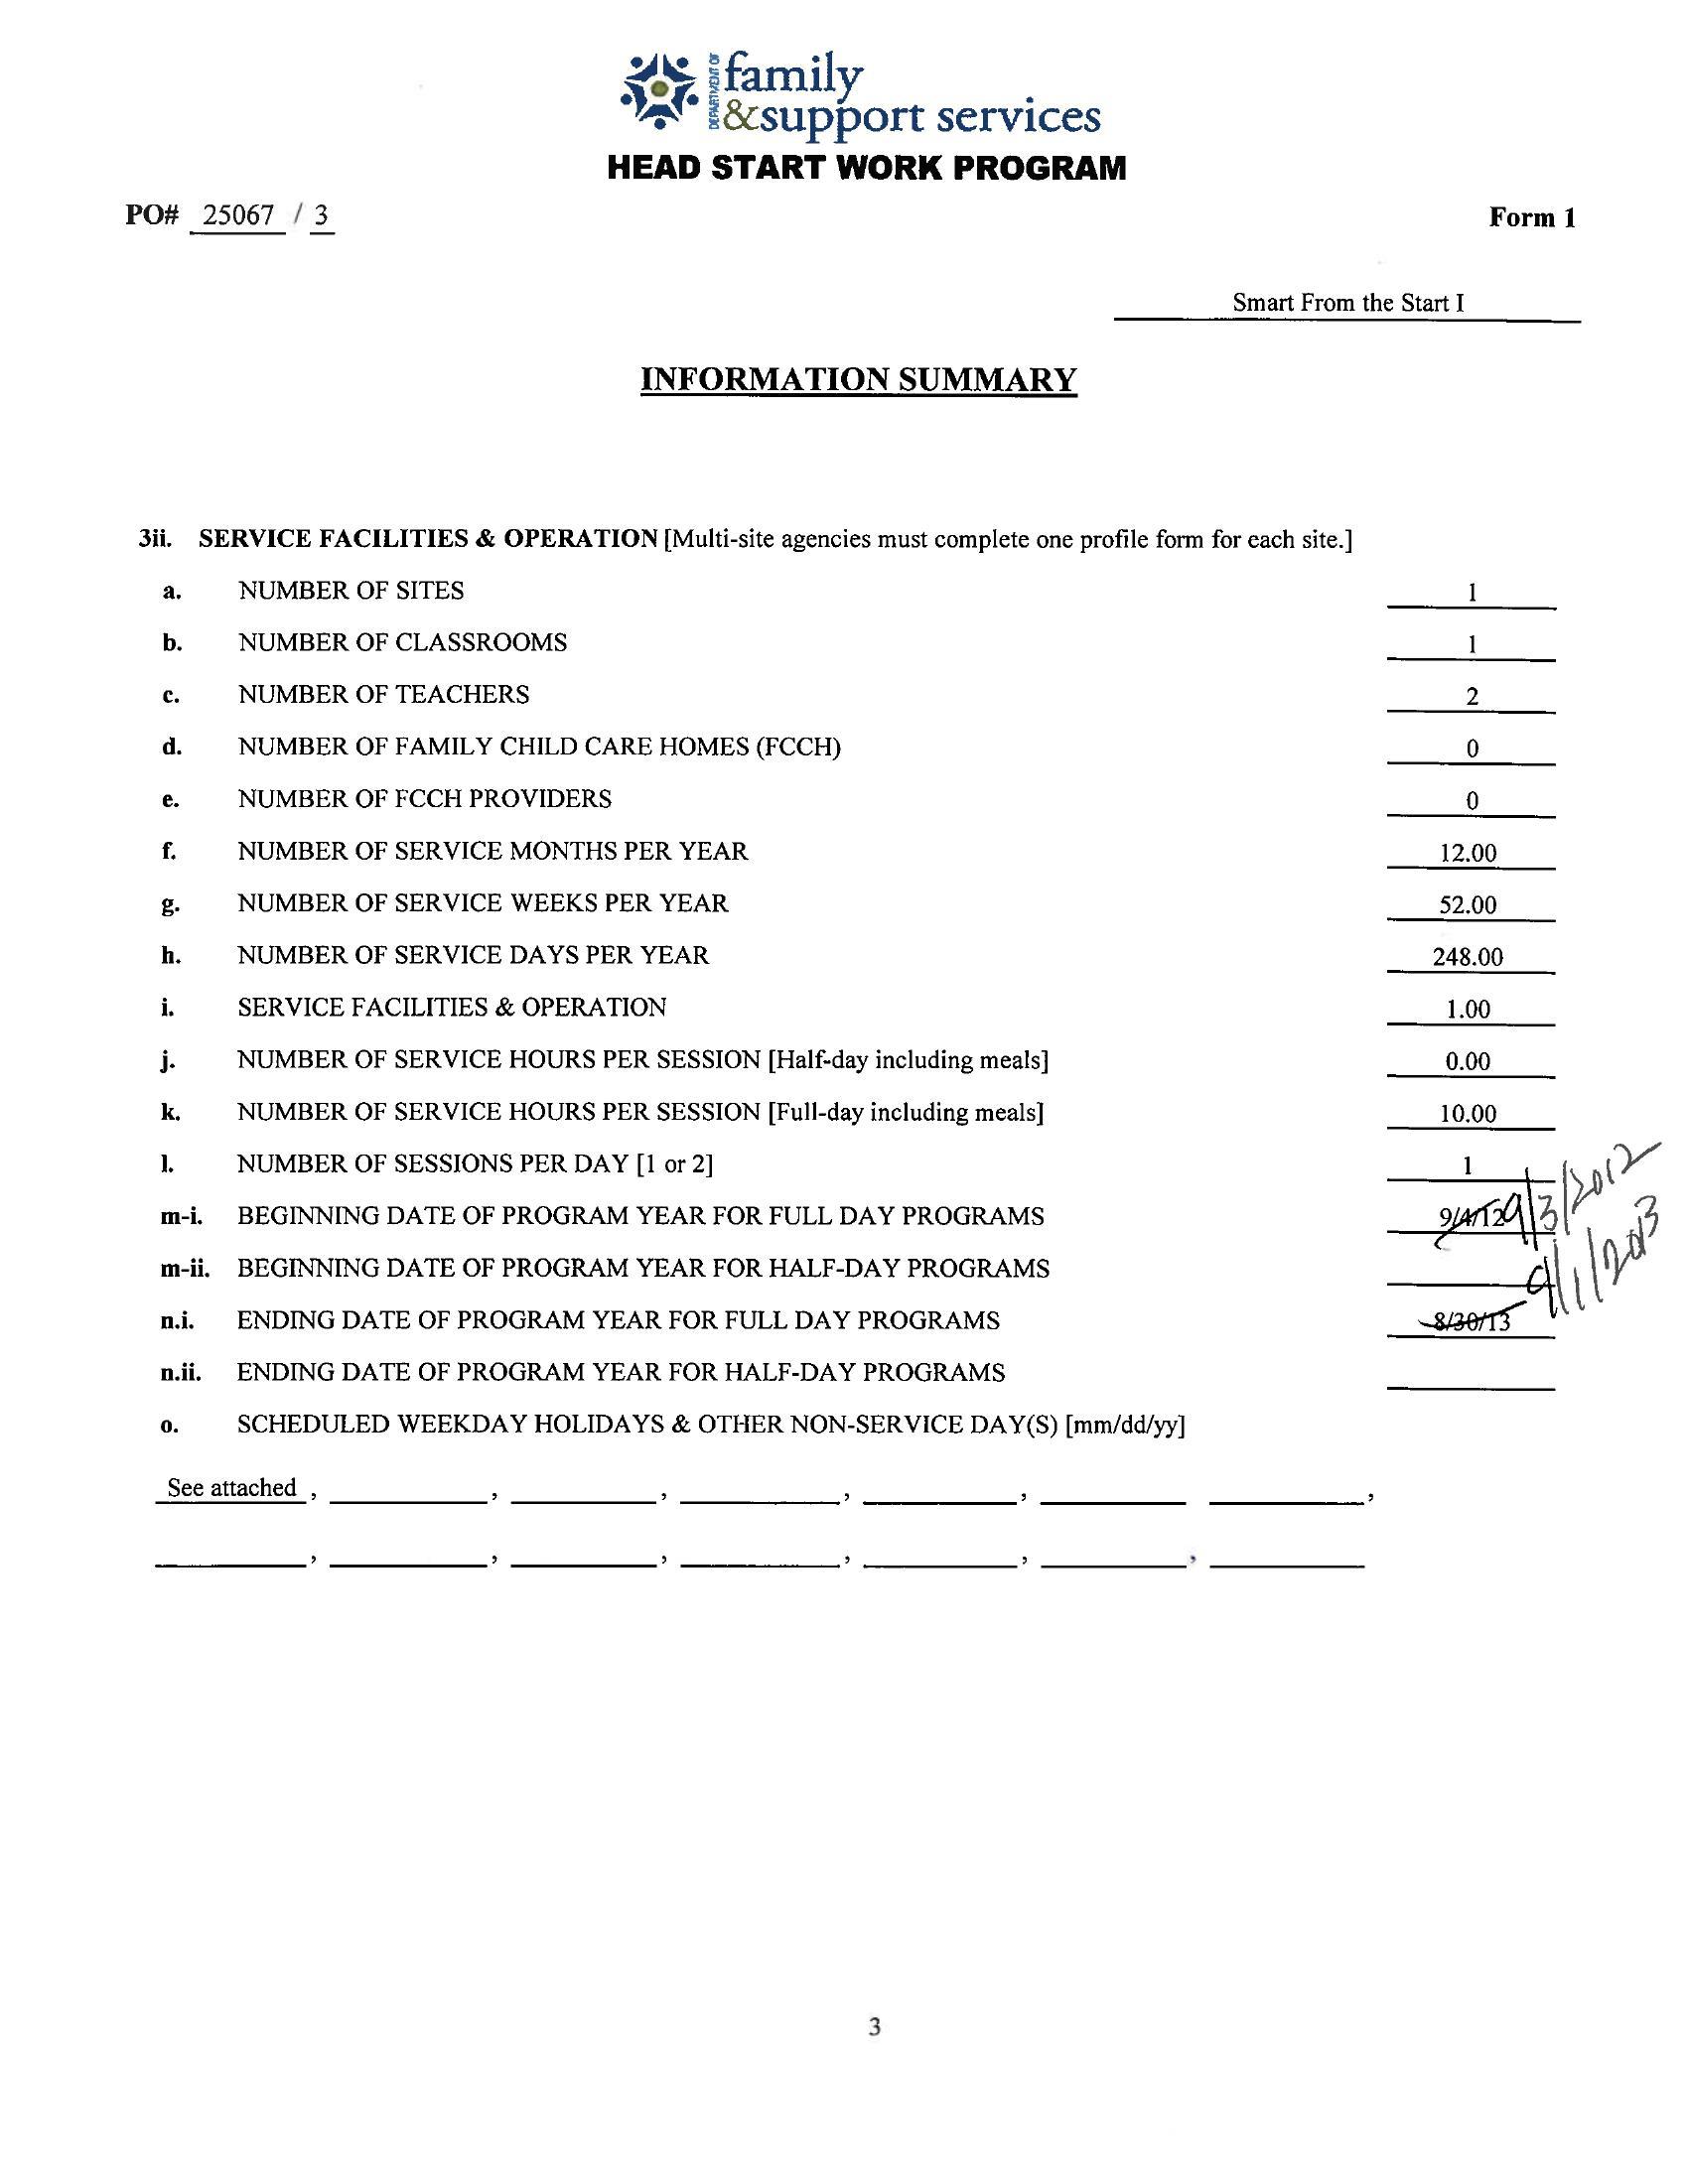 DEPARTMENT OF
family
&support services
HEAD START WORK PROGRAM
PO# 25067 / 3 Form 1
Smart From the Start I
INFORMATION SUMMARY
3ii. SERVICE FACILITIES & OPERATION [Multi-site agencies must complete one profile form for each site.]
a. NUMBER OF SITES 1
b. NUMBER OF CLASSROOMS 1
c. NUMBER OF TEACHERS 2
d. NUMBER OF FAMILY CHILD CARE HOMES (FCCH) 0
e. NUMBER OF FCCH PROVIDERS 0
f. NUMBER OF SERVICE MONTHS PER YEAR 12.00
g. NUMBER OF SERVICE WEEKS PER YEAR 52.00
h. NUMBER OF SERVICE DAYS PER YEAR 248.00
i. SERVICE FACILITIES & OPERATION 1.00
j. NUMBER OF SERVICE HOURS PER SESSION [Half-day including meals] 0.00
k. NUMBER OF SERVICE HOURS PER SESSION [Full-day including meals] 10.00
l. NUMBER OF SESSIONS PER DAY [1 or 2] 1
m-i. BEGINNING DATE OF PROGRAM YEAR FOR FULL DAY PROGRAMS 9/4/12 9/3/2012
m-ii. BEGINNING DATE OF PROGRAM YEAR FOR HALF-DAY PROGRAMS
n.i. ENDING DATE OF PROGRAM YEAR FOR FULL DAY PROGRAMS 8/30/13 9/1/2013
n.ii. ENDING DATE OF PROGRAM YEAR FOR HALF-DAY PROGRAMS
o. SCHEDULED WEEKDAY HOLIDAYS & OTHER NON-SERVICE DAY(S) [mm/dd/yy]
See attached , , , , , ,
, , , , , ,
3